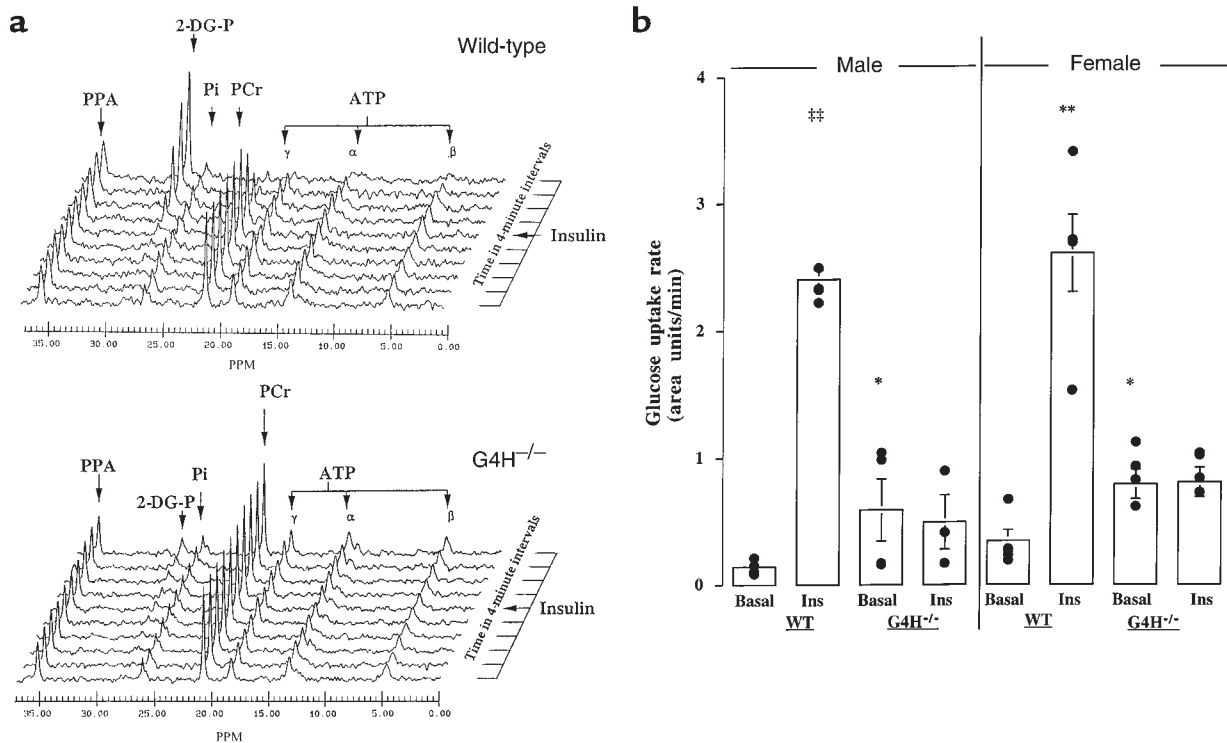 a
2-DG-P
Wild-type
PPA
Pi
PCr
ATP
γ
α
β
Time in 4-minute intervals
Insulin
35.00 30.00 25.00 20.00 15.00 10.00 5.00 0.00
PPM
PCr
G4H-/-
PPA
2-DG-P
Pi
ATP
γ
α
β
Time in 4-minute intervals
Insulin
35.00 30.00 25.00 20.00 15.00 10.00 5.00 0.00
PPM
b
Male
Female
4
3
2
1
0
Glucose uptake rate
(area units/min)
‡‡
*
**
*
Basal Ins Basal Ins Basal Ins Basal Ins
WT G4H-/- WT G4H-/-